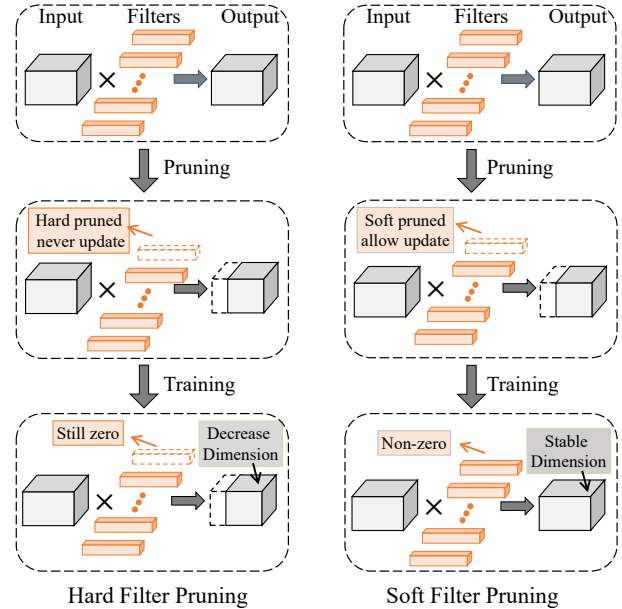 Input Filters Output
Input Filters Output
×
×
Pruning
Pruning
Hard pruned
never update
Soft pruned
allow update
×
×
Training
Training
Still zero
Decrease
Dimension
Non-zero
Stable
Dimension
×
×
Hard Filter Pruning
Soft Filter Pruning